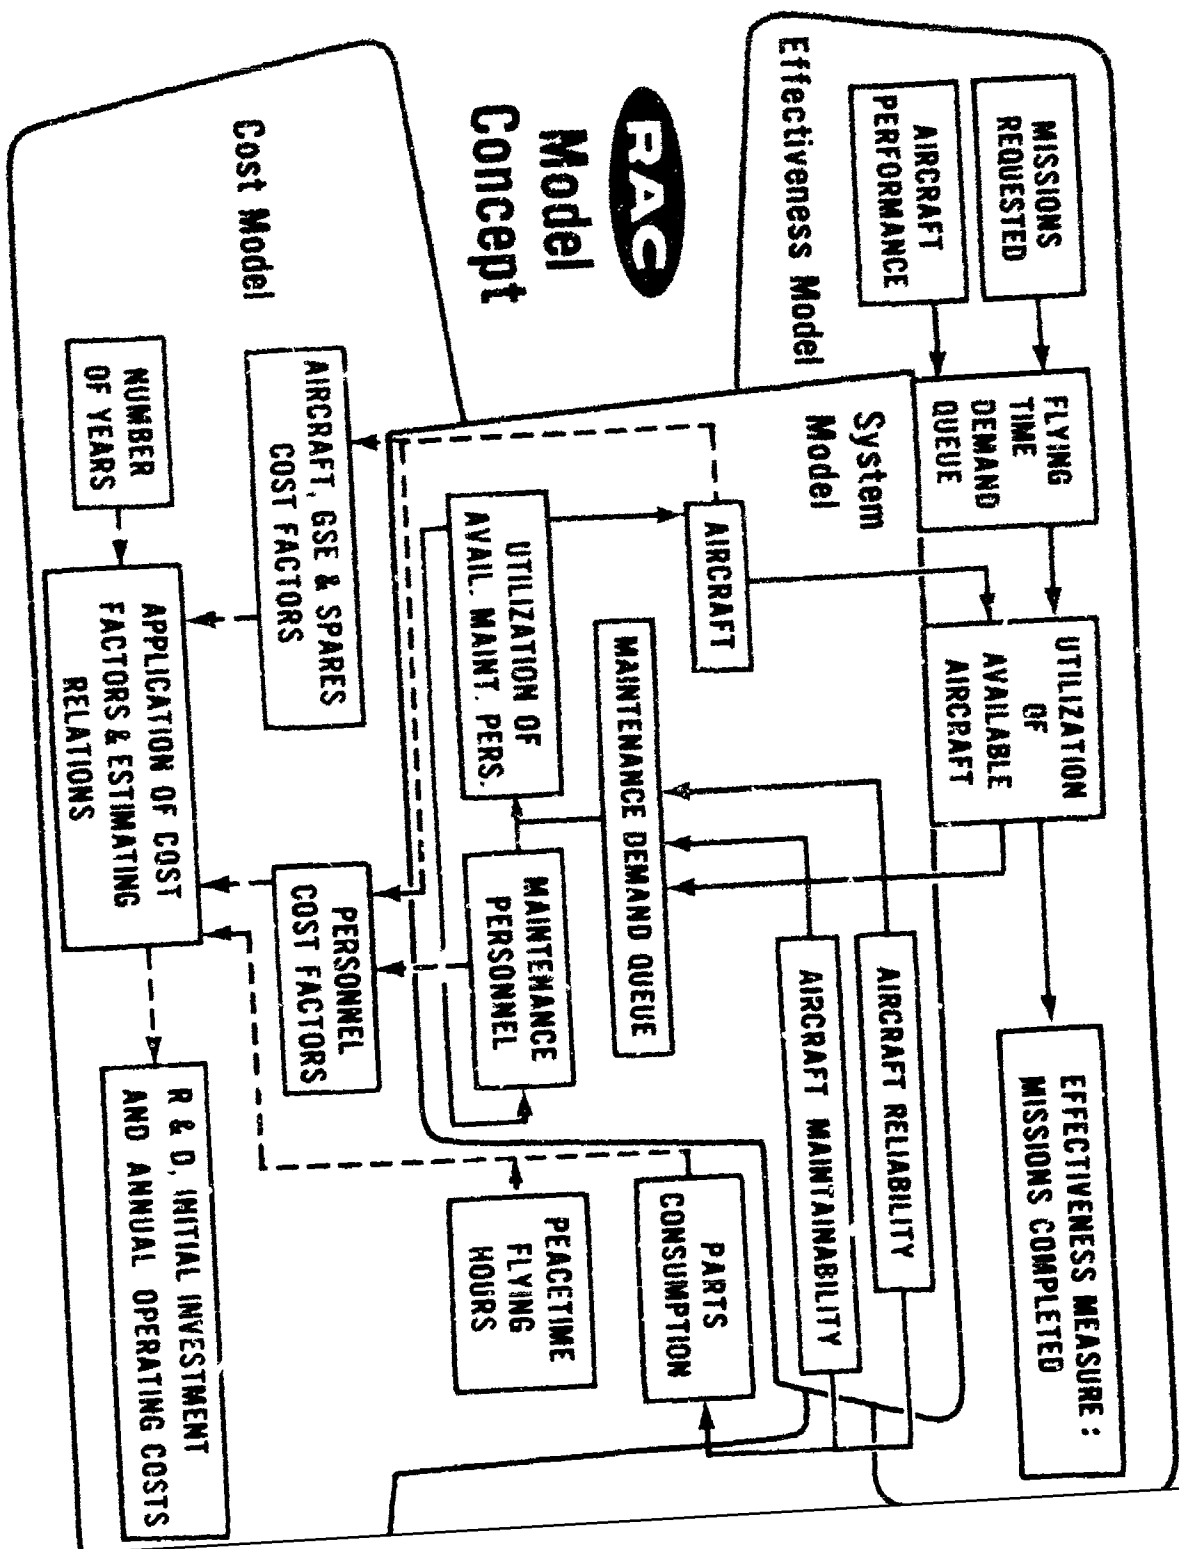 RAC
Model
Concept
Effectiveness Model
MISSIONS
REQUESTED
AIRCRAFT
PERFORMANCE
FLYING
TIME
DEMAND
QUEUE
UTILIZATION
OF
AVAILABLE
AIRCRAFT
EFFECTIVENESS MEASURE :
MISSIONS COMPLETED
System
Model
AIRCRAFT
AIRCRAFT RELIABILITY
AIRCRAFT MAINTAINABILITY
MAINTENANCE DEMAND QUEUE
UTILIZATION OF
AVAIL. MAINT. PERS.
MAINTENANCE
PERSONNEL
PARTS
CONSUMPTION
PEACETIME
FLYING
HOURS
Cost Model
AIRCRAFT, GSE & SPARES
COST FACTORS
PERSONNEL
COST FACTORS
NUMBER
OF YEARS
APPLICATION OF COST
FACTORS & ESTIMATING
RELATIONS
R & D, INITIAL INVESTMENT
AND ANNUAL OPERATING COSTS